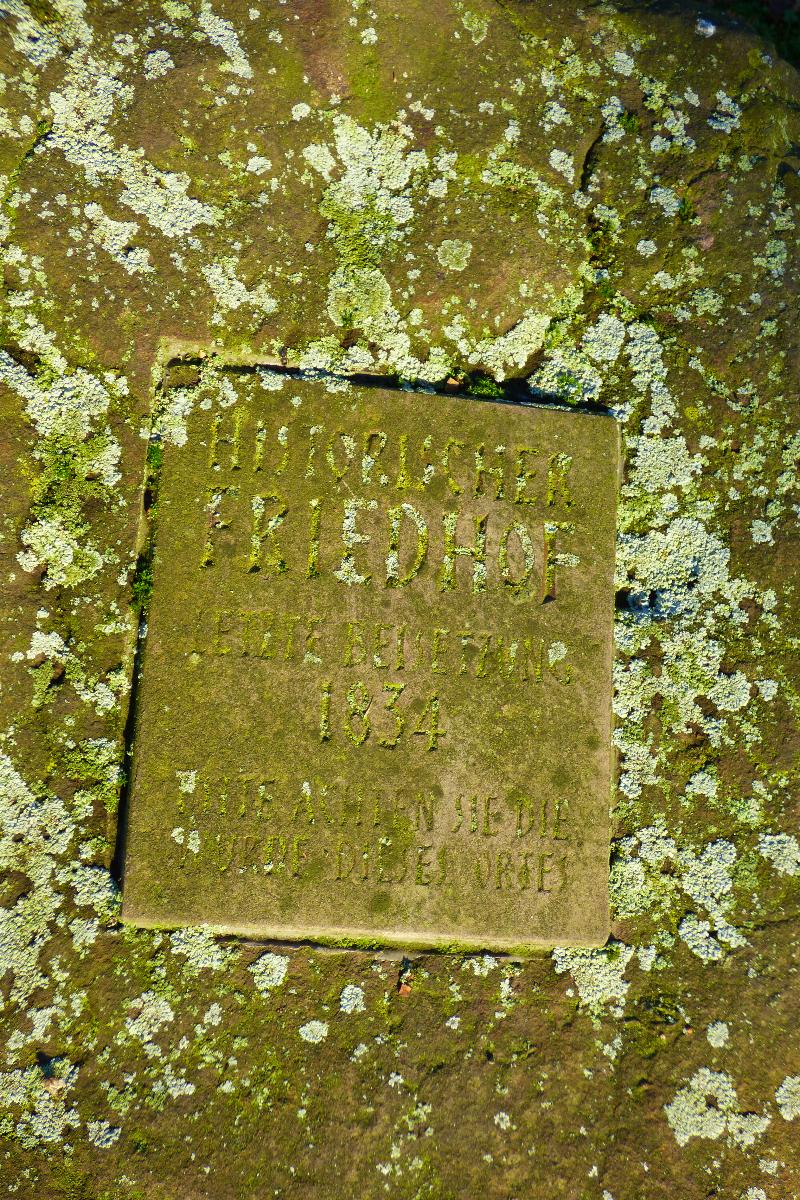 HISTORISCHER
FRIEDHOF
LETZTE BEISETZUNG
1834
BITTE ACHTEN SIE DIE
WÜRDE DIESES ORTES